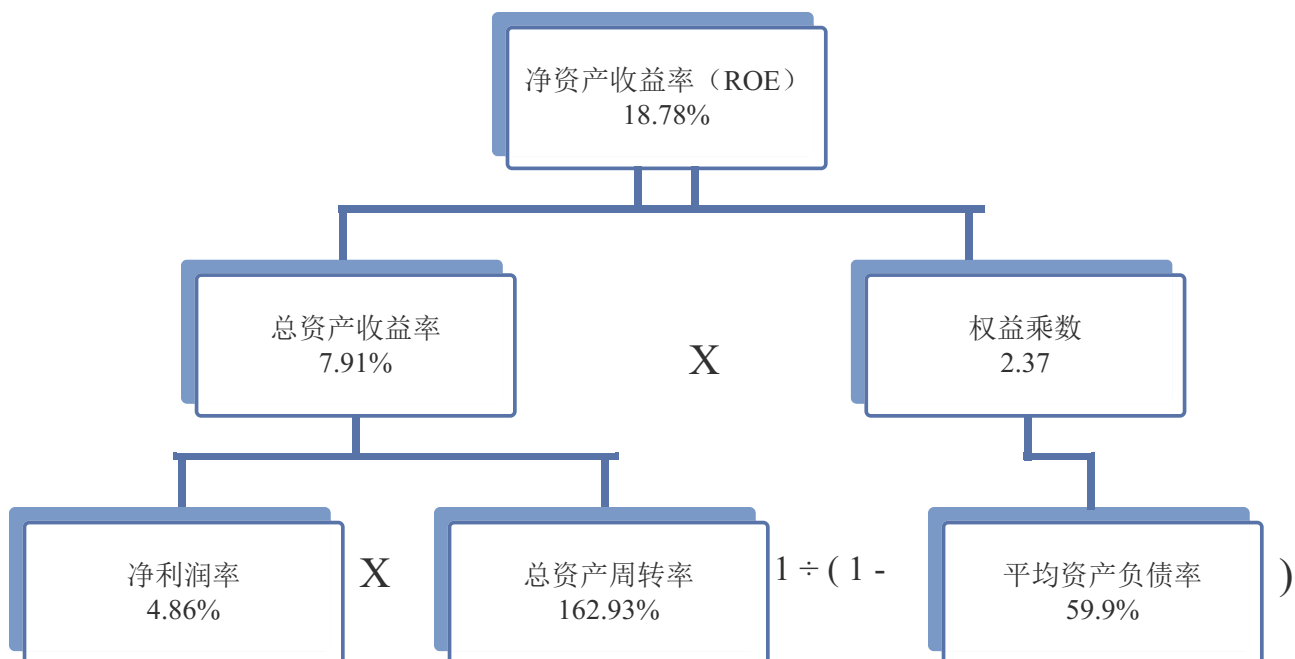 净资产收益率（ROE）
18.78%
总资产收益率
7.91%
X
权益乘数
2.37
净利润率
4.86%
X
总资产周转率
162.93%
1 ÷ ( 1 -
平均资产负债率
59.9%
)